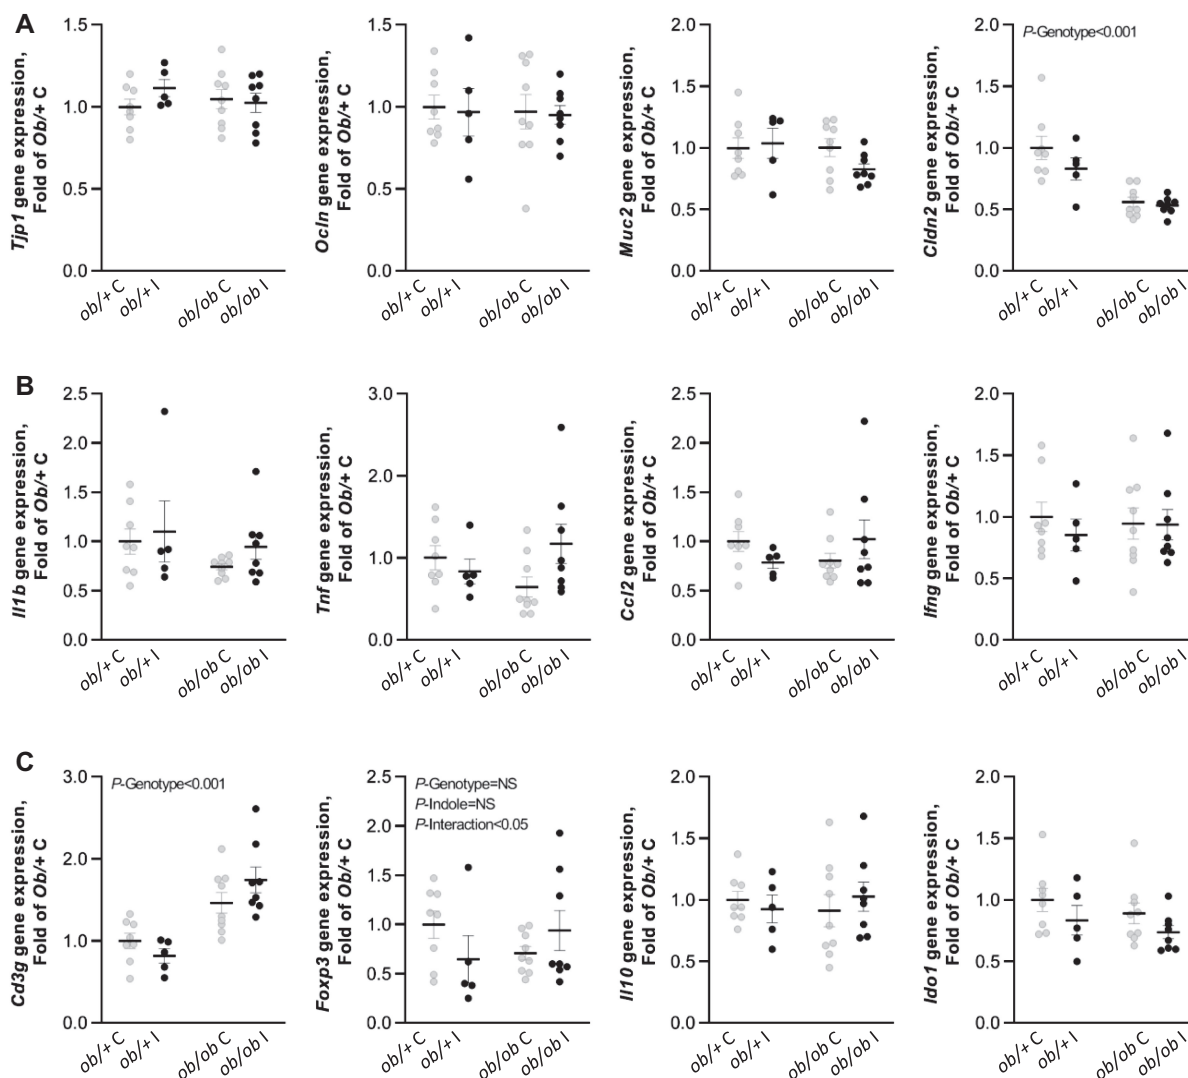 A
Tjp1 gene expression,
Fold of Ob/+ C
1.5
1.0
0.5
0.0
ob/+ C
ob/+ I
ob/ob C
ob/ob I
Ocln gene expression,
Fold of Ob/+ C
1.5
1.0
0.5
0.0
ob/+ C
ob/+ I
ob/ob C
ob/ob I
Muc2 gene expression,
Fold of Ob/+ C
2.0
1.5
1.0
0.5
0.0
ob/+ C
ob/+ I
ob/ob C
ob/ob I
Cldn2 gene expression,
Fold of Ob/+ C
P-Genotype<0.001
2.0
1.5
1.0
0.5
0.0
ob/+ C
ob/+ I
ob/ob C
ob/ob I
B
Il1b gene expression,
Fold of Ob/+ C
2.5
2.0
1.5
1.0
0.5
0.0
ob/+ C
ob/+ I
ob/ob C
ob/ob I
Tnf gene expression,
Fold of Ob/+ C
3.0
2.0
1.0
0.0
ob/+ C
ob/+ I
ob/ob C
ob/ob I
Ccl2 gene expression,
Fold of Ob/+ C
2.5
2.0
1.5
1.0
0.5
0.0
ob/+ C
ob/+ I
ob/ob C
ob/ob I
Ifng gene expression,
Fold of Ob/+ C
2.0
1.5
1.0
0.5
0.0
ob/+ C
ob/+ I
ob/ob C
ob/ob I
C
Cd3g gene expression,
Fold of Ob/+ C
P-Genotype<0.001
3.0
2.0
1.0
0.0
ob/+ C
ob/+ I
ob/ob C
ob/ob I
Foxp3 gene expression,
Fold of Ob/+ C
P-Genotype=NS
P-Indole=NS
P-Interaction<0.05
2.5
2.0
1.5
1.0
0.5
0.0
ob/+ C
ob/+ I
ob/ob C
ob/ob I
Il10 gene expression,
Fold of Ob/+ C
2.0
1.5
1.0
0.5
0.0
ob/+ C
ob/+ I
ob/ob C
ob/ob I
Ido1 gene expression,
Fold of Ob/+ C
2.0
1.5
1.0
0.5
0.0
ob/+ C
ob/+ I
ob/ob C
ob/ob I